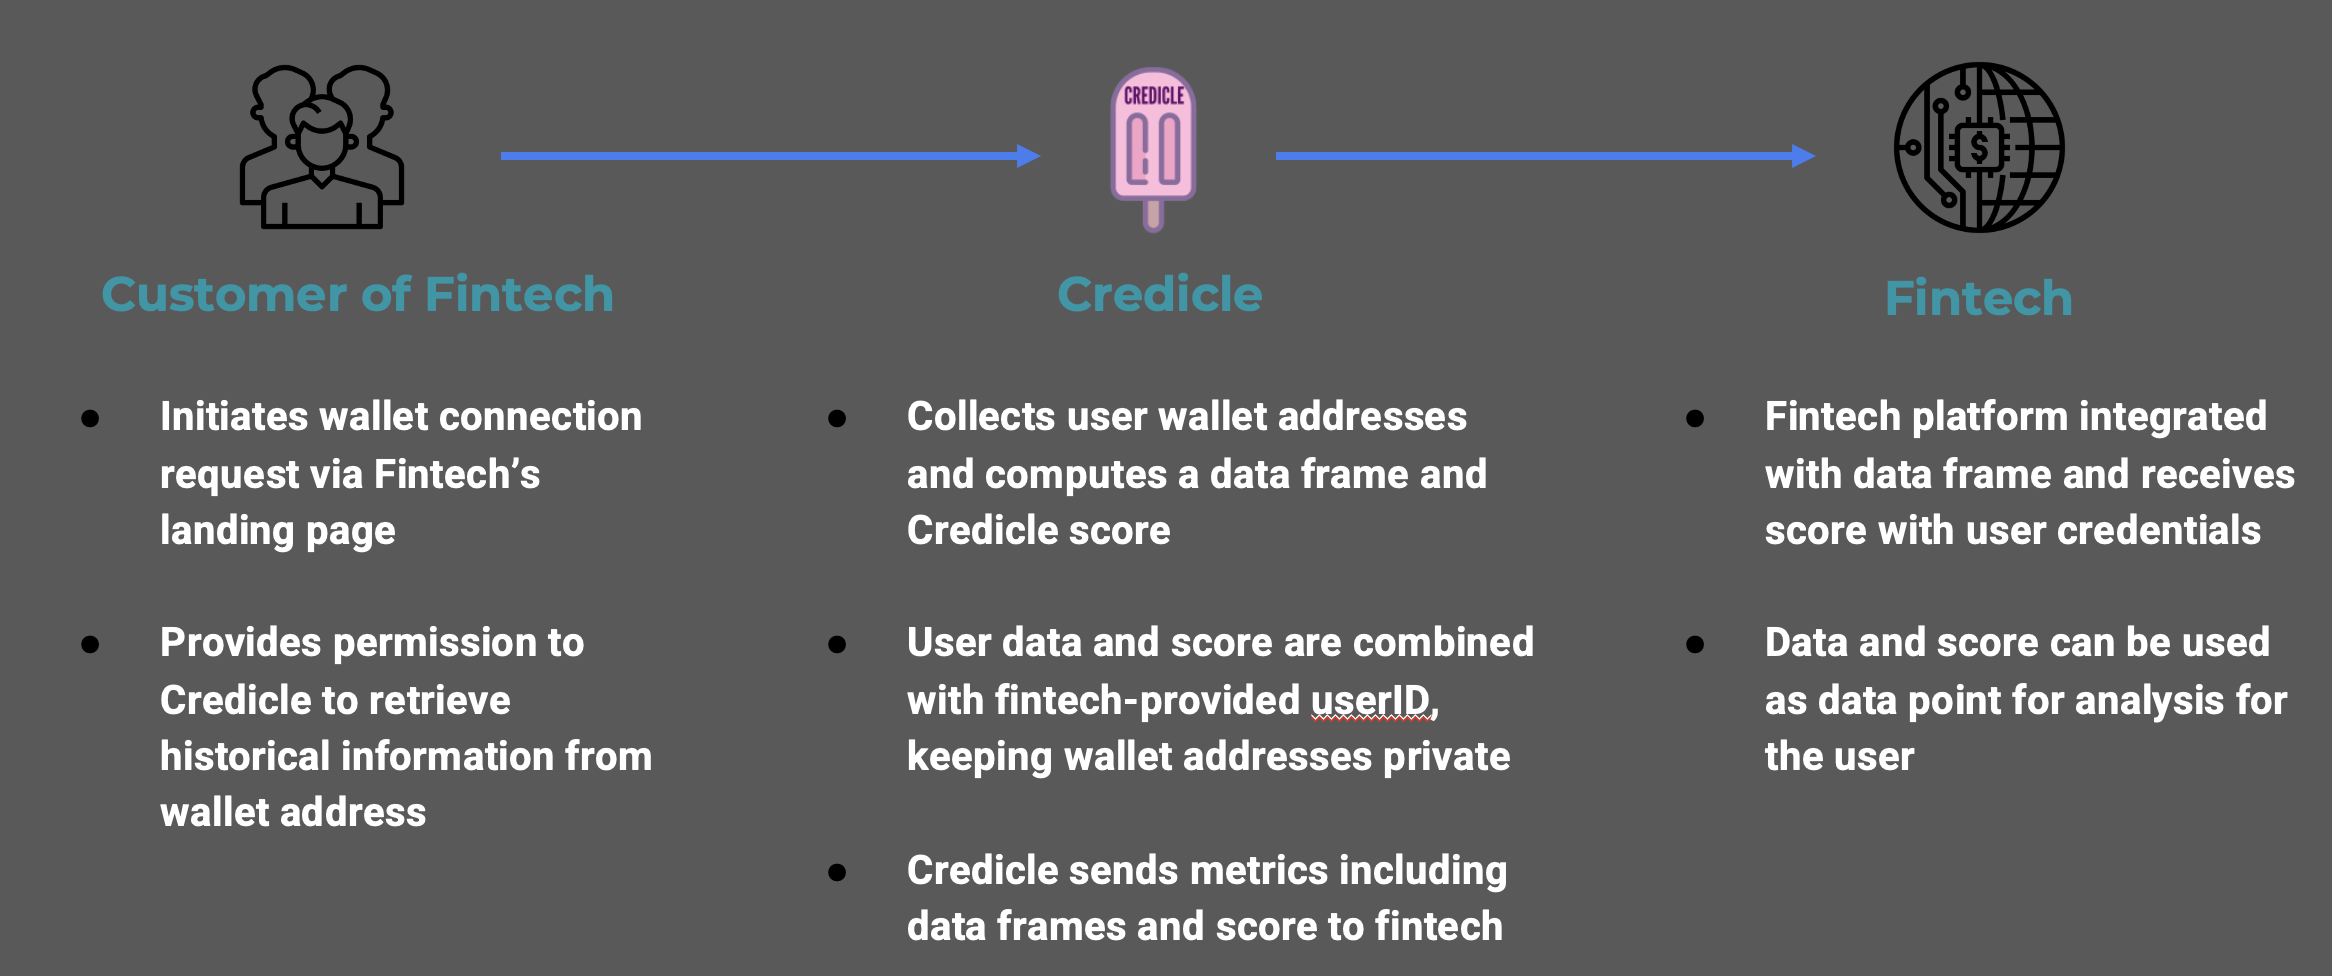 CREDICLE
$
Customer of Fintech
Credicle
Fintech
● Initiates wallet connection
request via Fintech’s
landing page
● Provides permission to
Credicle to retrieve
historical information from
wallet address
● Collects user wallet addresses
and computes a data frame and
Credicle score
● User data and score are combined
with fintech-provided userID,
keeping wallet addresses private
● Credicle sends metrics including
data frames and score to fintech
● Fintech platform integrated
with data frame and receives
score with user credentials
● Data and score can be used
as data point for analysis for
the user